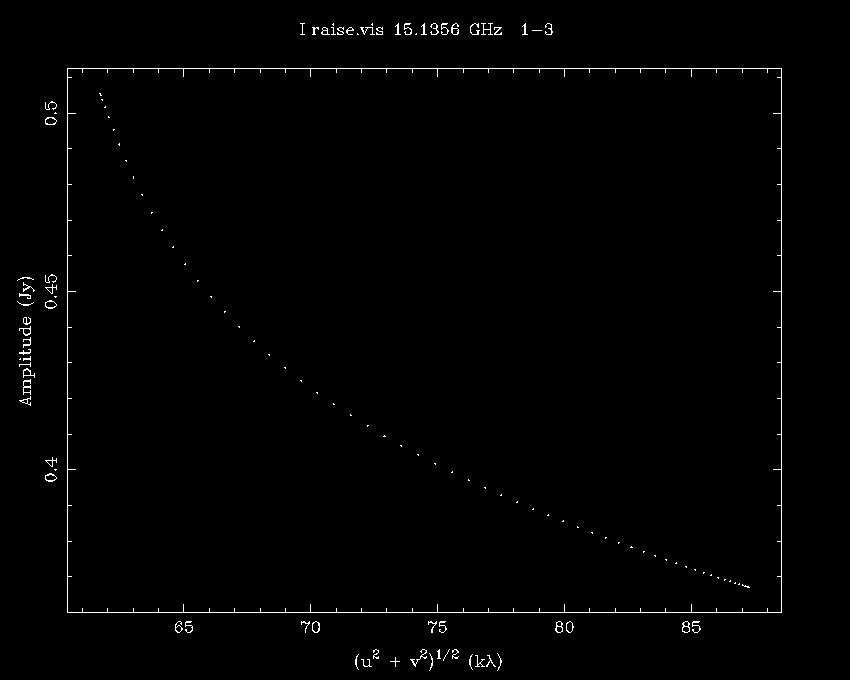 I raise.vis 15.1356 GHz 1−3
0.5
0.45
0.4
Amplitude (Jy)
65 70 75 80 85
(u² + v²)^1/2 (kλ)